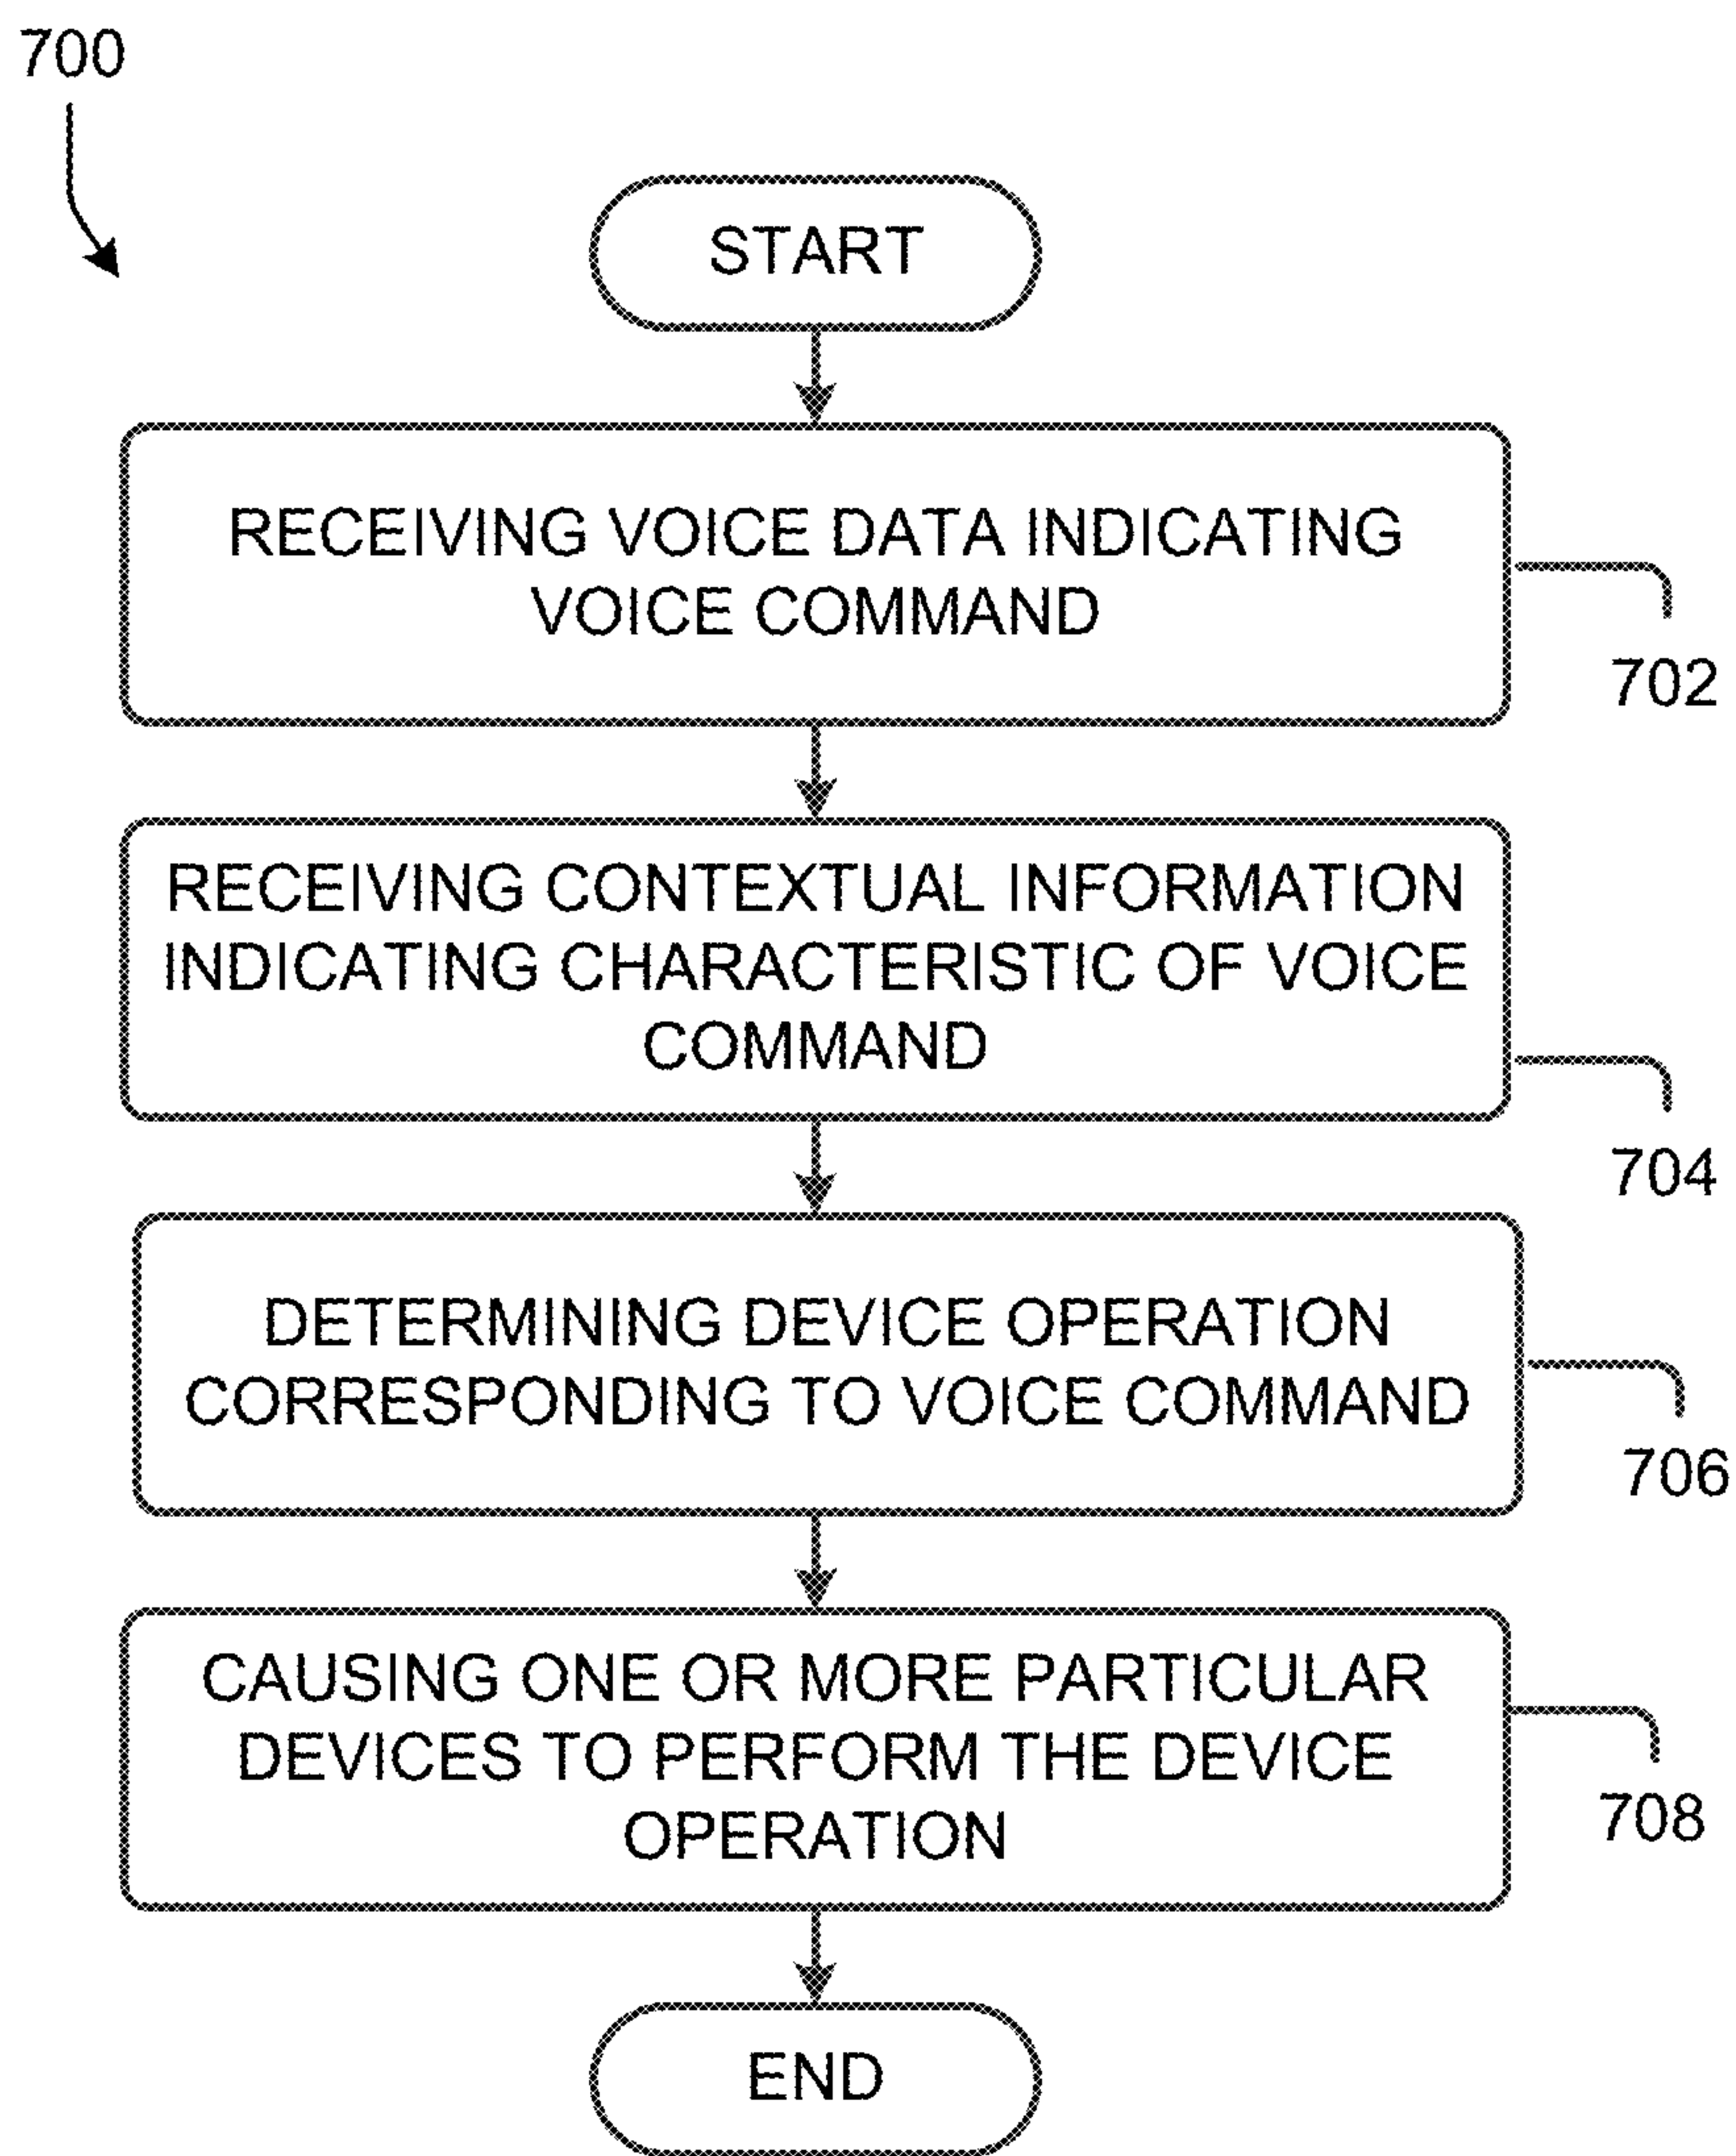 700
START
RECEIVING VOICE DATA INDICATING
VOICE COMMAND
702
RECEIVING CONTEXTUAL INFORMATION
INDICATING CHARACTERISTIC OF VOICE
COMMAND
704
DETERMINING DEVICE OPERATION
CORRESPONDING TO VOICE COMMAND
706
CAUSING ONE OR MORE PARTICULAR
DEVICES TO PERFORM THE DEVICE
OPERATION
708
END